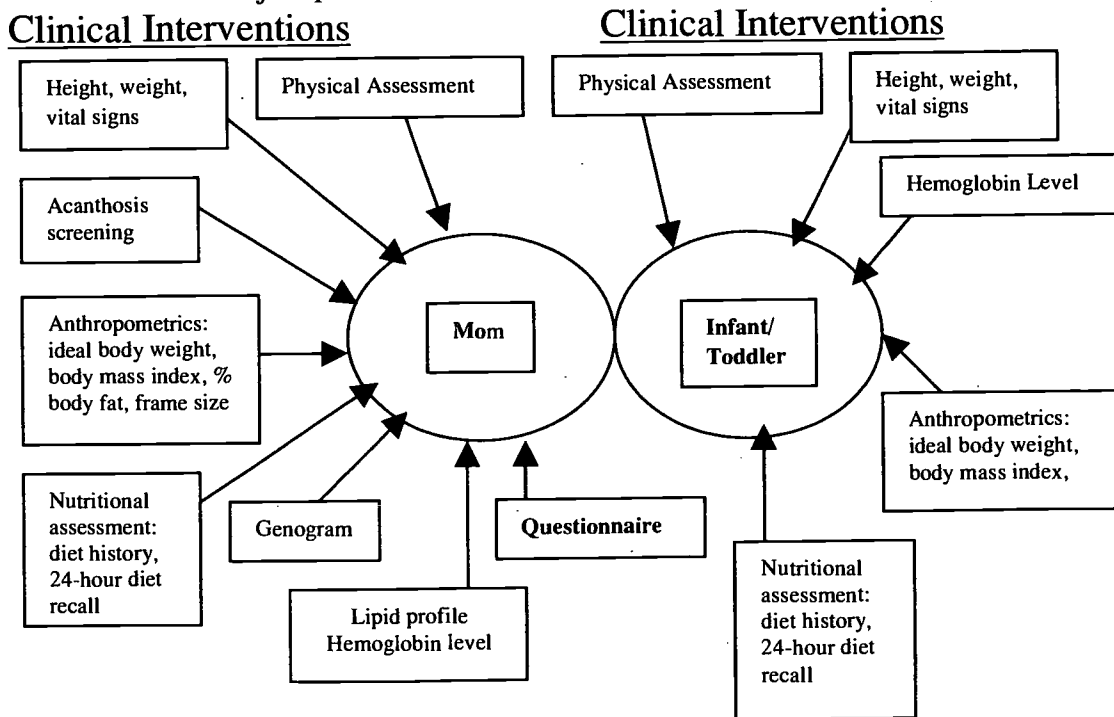 Clinical Interventions
Clinical Interventions
Height, weight,
vital signs
Physical Assessment
Physical Assessment
Height, weight,
vital signs
Hemoglobin Level
Acanthosis
screening
Anthropometrics:
ideal body weight,
body mass index, %
body fat, frame size
Mom
Infant/
Toddler
Anthropometrics:
ideal body weight,
body mass index,
Nutritional
assessment:
diet history,
24-hour diet
recall
Genogram
Questionnaire
Lipid profile
Hemoglobin level
Nutritional
assessment:
diet history,
24-hour diet
recall